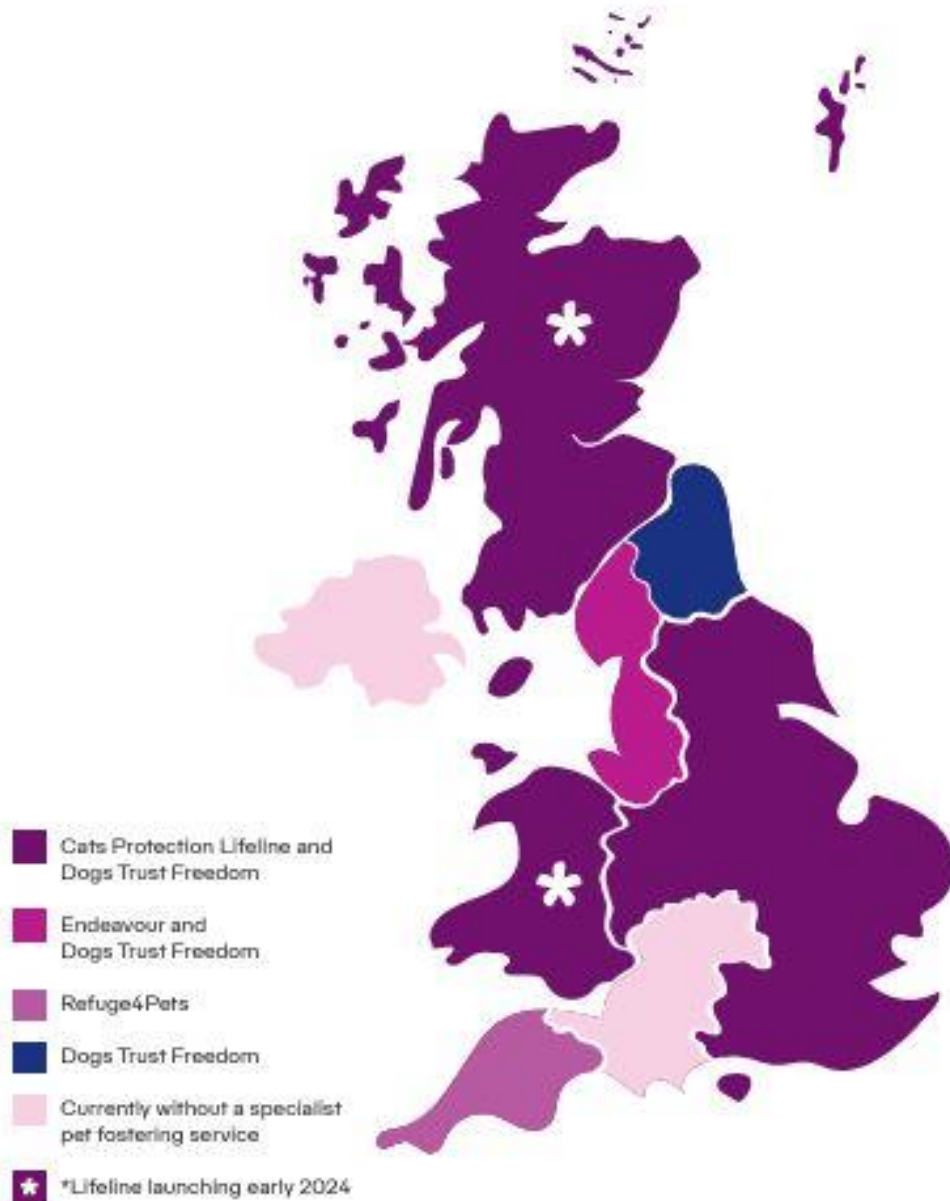 Cats Protection Lifeline and
Dogs Trust Freedom
Endeavour and
Dogs Trust Freedom
Refuge4Pets
Dogs Trust Freedom
Currently without a specialist
pet fostering service
*Lifeline launching early 2024